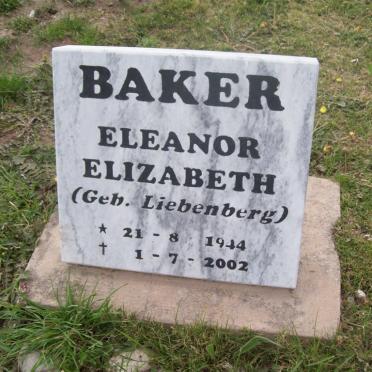 BAKER
ELEANOR
ELIZABETH
(Geb. Liebenberg)
* 21 - 8 1944
† 1 - 7 - 2002